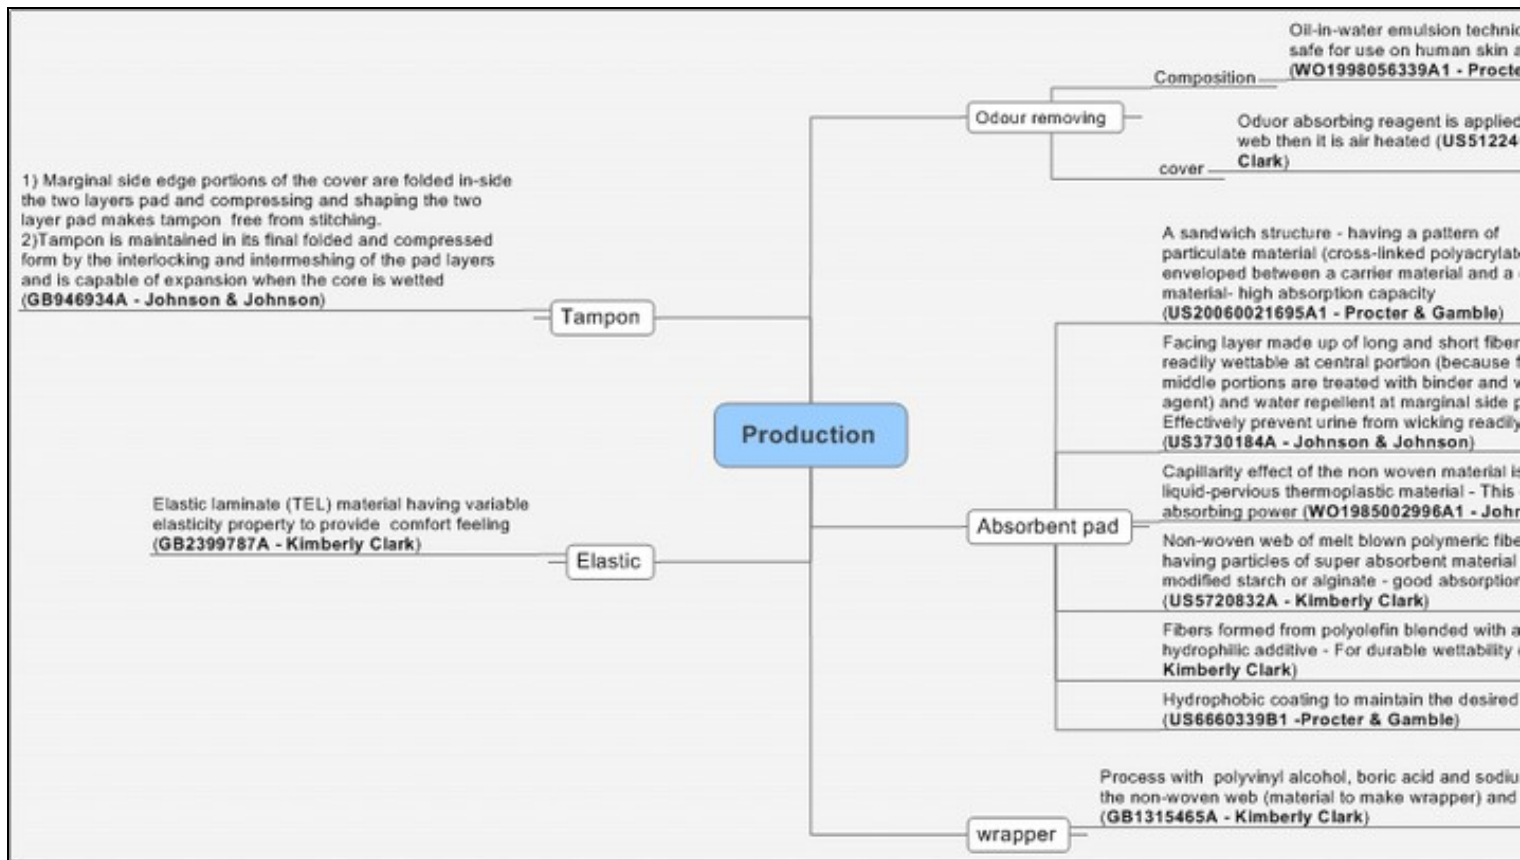 Oil-in-water emulsion
safe for use on human skin
(WO1998056339A1 -
Composition
Odour removing
Oduor absorbing reagent is applied
web then it is air heated
Clark)
cover
1) Marginal side edge portions of the cover are folded in-side
the two layers pad and compressing and shaping the two
layer pad makes tampon free from stitching.
2)Tampon is maintained in its final folded and compressed
form by the interlocking and intermeshing of the pad layers
and is capable of expansion when the core is wetted
(GB946934A - Johnson & Johnson)
Tampon
Production
Elastic laminate (TEL) material having variable
elasticity property to provide comfort feeling
(GB2399787A - Kimberly Clark)
Elastic
A sandwich structure - having a pattern of
particulate material (cross-linked
enveloped between a carrier material and a
material- high absorption capacity
(US20060021695A1 - Procter & Gamble)
Facing layer made up of long and short
readily wettable at central portion (because
middle portions are treated with binder and
agent) and water repellent at marginal side
Effectively prevent urine from wicking readily
(US3730184A - Johnson & Johnson)
Capillarity effect of the non woven material
liquid-pervious thermoplastic material - This
absorbing power (WO1985002996A1 -
Absorbent pad
Non-woven web of melt blown polymeric
having particles of super absorbent material
modified starch or alginate - good absorption
(US5720832A - Kimberly Clark)
Fibers formed from polyolefin blended with
hydrophilic additive - For durable wettability
Kimberly Clark)
Hydrophobic coating to maintain the desired
(US6660339B1 -Procter & Gamble)
Process with polyvinyl alcohol, boric acid and
the non-woven web (material to make wrapper) and
(GB1315465A - Kimberly Clark)
wrapper